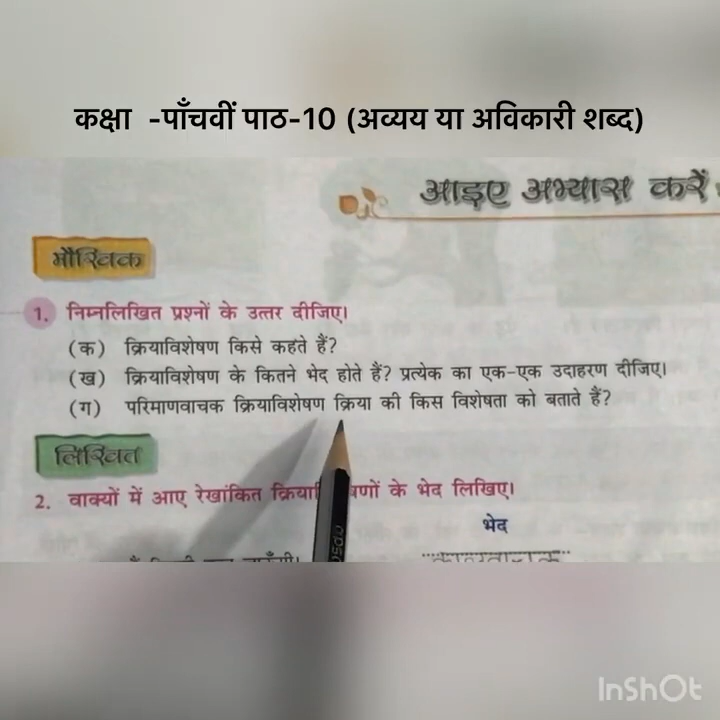 कक्षा -पाँचवीं पाठ-10 (अव्यय या अविकारी शब्द)
आइए अभ्यास करें
मौखिक
1. निम्नलिखित प्रश्नों के उत्तर दीजिए।
(क) क्रियाविशेषण किसे कहते हैं?
(ख) क्रियाविशेषण के कितने भेद होते हैं? प्रत्येक का एक-एक उदाहरण दीजिए।
(ग) परिमाणवाचक क्रियाविशेषण क्रिया की किस विशेषता को बताते हैं?
लिखित
2. वाक्यों में आए रेखांकित के भेद लिखिए।
भेद
InShOt